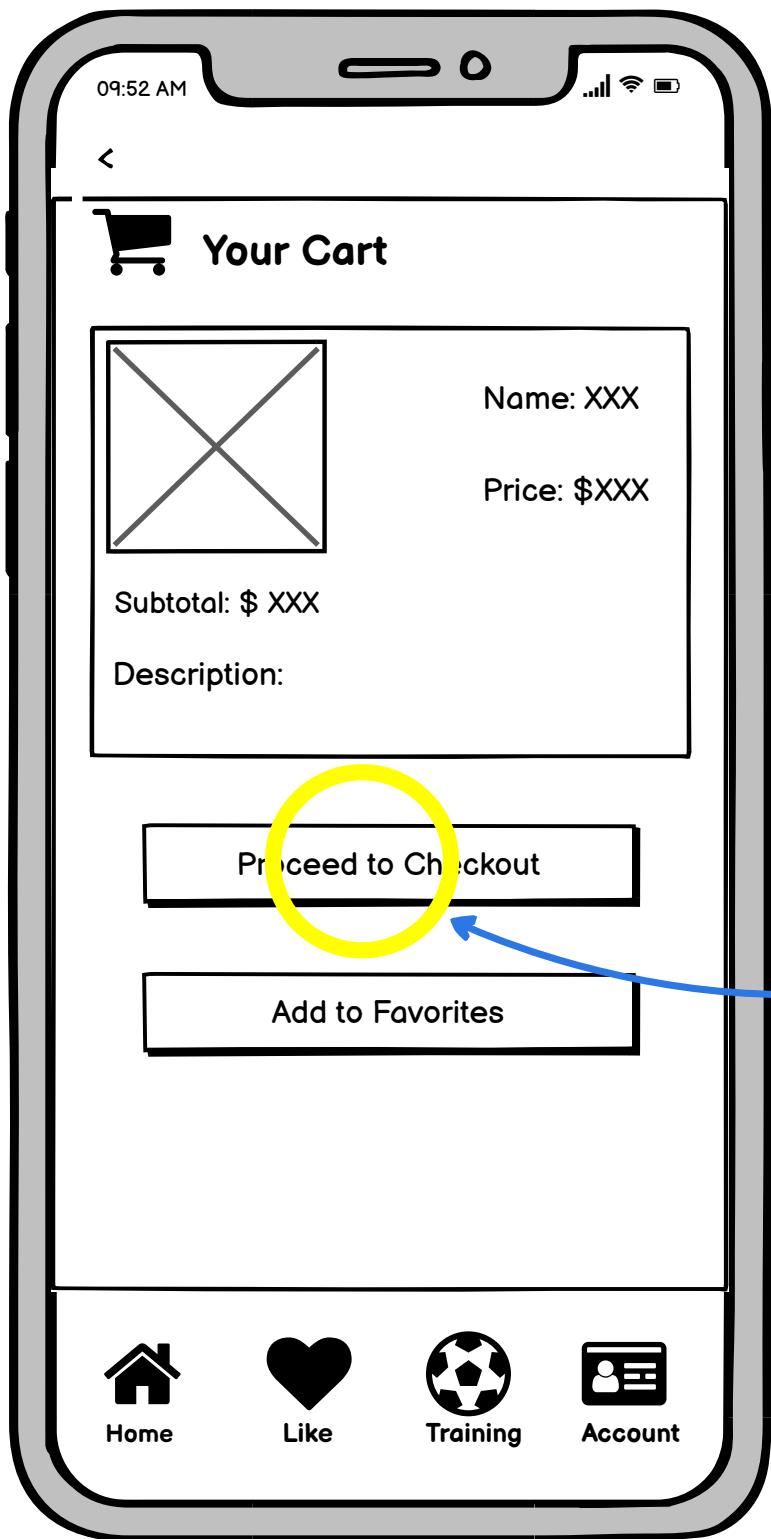 09:52 AM
<
Your Cart
Name: XXX
Price: $XXX
Subtotal: $ XXX
Description:
Proceed to Checkout
Add to Favorites
Home Like Training Account